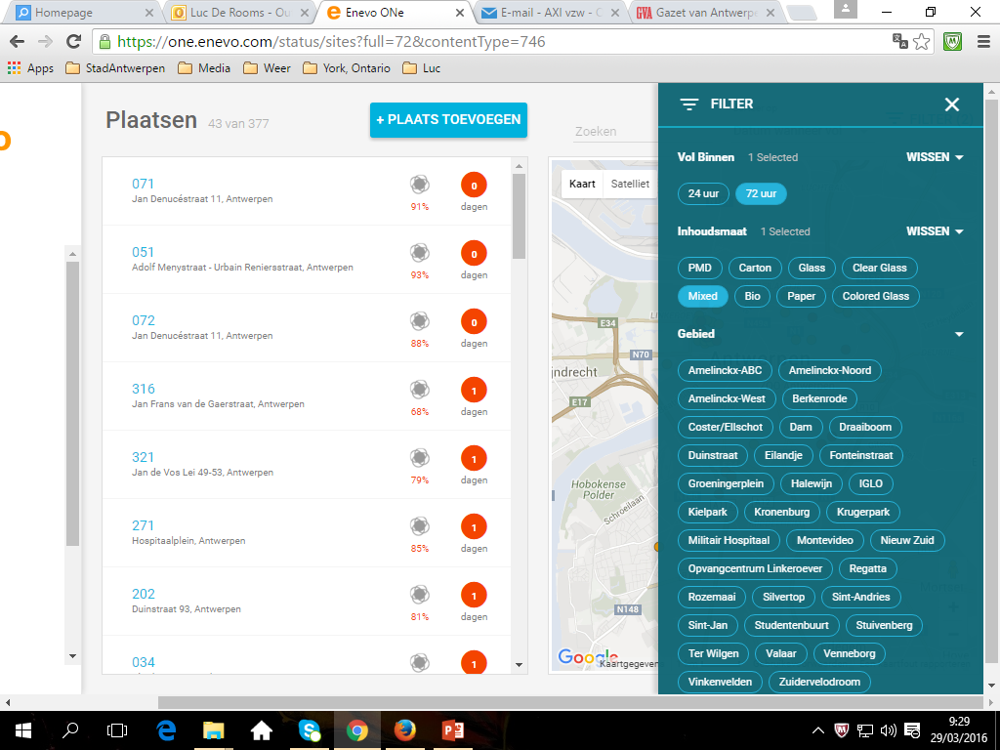 Homepage
Luc De Rooms - Ou
Enevo ONe
E-mail - AXI vzw - O
GVA Gazet van Antwerpe
https://one.enevo.com/status/sites?full=72&contentType=746
Apps StadAntwerpen Media Weer York, Ontario Luc
Plaatsen 43 van 377
+ PLAATS TOEVOEGEN
Zoeken
071
Jan Denucéstraat 11, Antwerpen
91%
0
dagen
051
Adolf Menystraat - Urbain Reniersstraat, Antwerpen
93%
0
dagen
072
Jan Denucéstraat 11, Antwerpen
88%
0
dagen
316
Jan Frans van de Gaerstraat, Antwerpen
68%
1
dagen
321
Jan de Vos Lei 49-53, Antwerpen
79%
1
dagen
271
Hospitaalplein, Antwerpen
85%
1
dagen
202
Duinstraat 93, Antwerpen
81%
1
dagen
034
1
Kaart Satelliet
E34
N70
jndrecht
E17
Hobokense
Polder
Schroeilaan
N148
Google
Kaartgegeven
FILTER
Vol Binnen 1 Selected WISSEN
24 uur 72 uur
Inhoudsmaat 1 Selected WISSEN
PMD Carton Glass Clear Glass
Mixed Bio Paper Colored Glass
Gebied
Amelinckx-ABC Amelinckx-Noord
Amelinckx-West Berkenrode
Coster/Ellschot Dam Draaiboom
Duinstraat Eilandje Fonteinstraat
Groeningerplein Halewijn IGLO
Kielpark Kronenburg Krugerpark
Militair Hospitaal Montevideo Nieuw Zuid
Opvangcentrum Linkeroever Regatta
Rozemaai Silvertop Sint-Andries
Sint-Jan Studentenbuurt Stuivenberg
Ter Wilgen Valaar Venneborg
Vinkenvelden Zuidervelodroom
9:29
29/03/2016